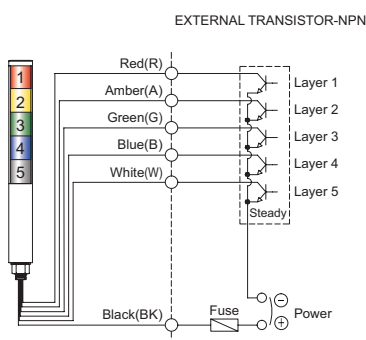 EXTERNAL TRANSISTOR-NPN
Red(R)
Layer 1
Amber(A)
Layer 2
Green(G)
Layer 3
Blue(B)
Layer 4
White(W)
Layer 5
1
2
3
4
5
Steady
Black(BK)
Fuse
Power